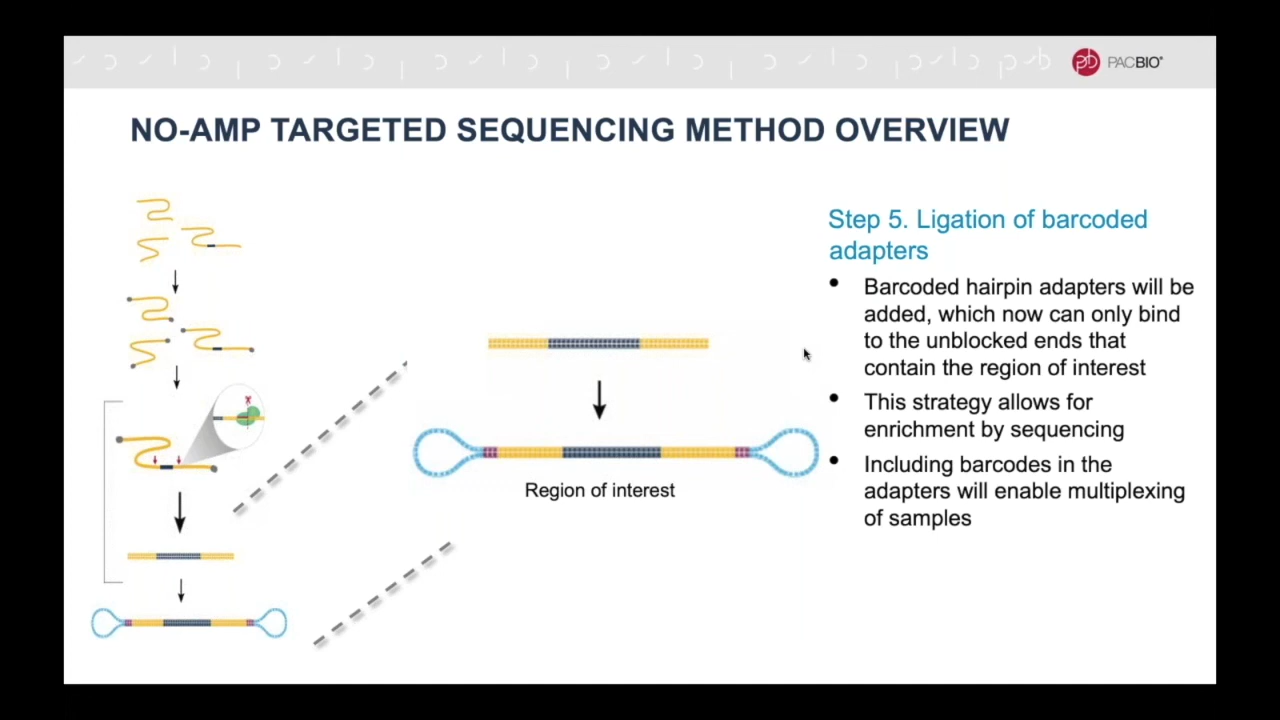 PACBIO®
NO-AMP TARGETED SEQUENCING METHOD OVERVIEW
Step 5. Ligation of barcoded
adapters
• Barcoded hairpin adapters will be
added, which now can only bind
to the unblocked ends that
contain the region of interest
• This strategy allows for
enrichment by sequencing
• Including barcodes in the
adapters will enable multiplexing
of samples
Region of interest